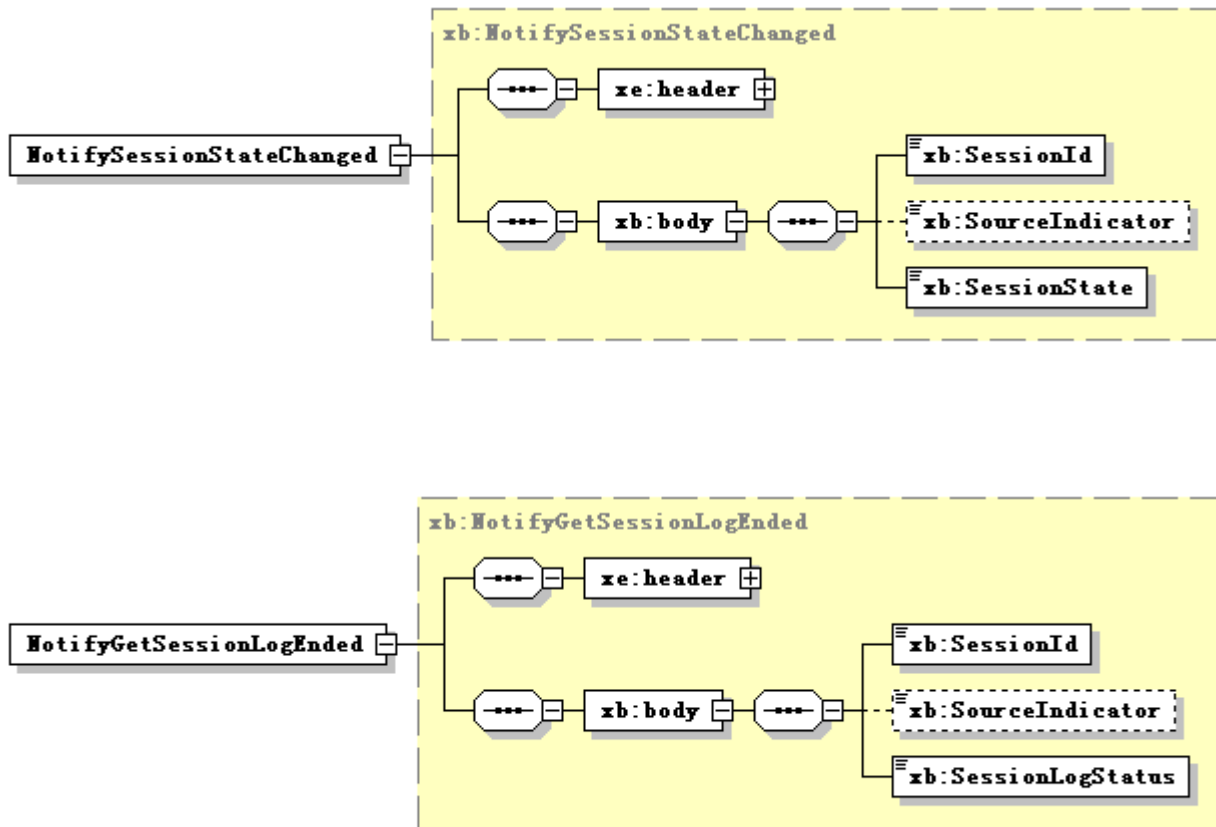 xb:NotifySessionStateChanged
xe:header
NotifySessionStateChanged
xb:SessionId
xb:body
xb:SourceIndicator
xb:SessionState
xb:NotifyGetSessionLogEnded
xe:header
NotifyGetSessionLogEnded
xb:SessionId
xb:body
xb:SourceIndicator
xb:SessionLogStatus